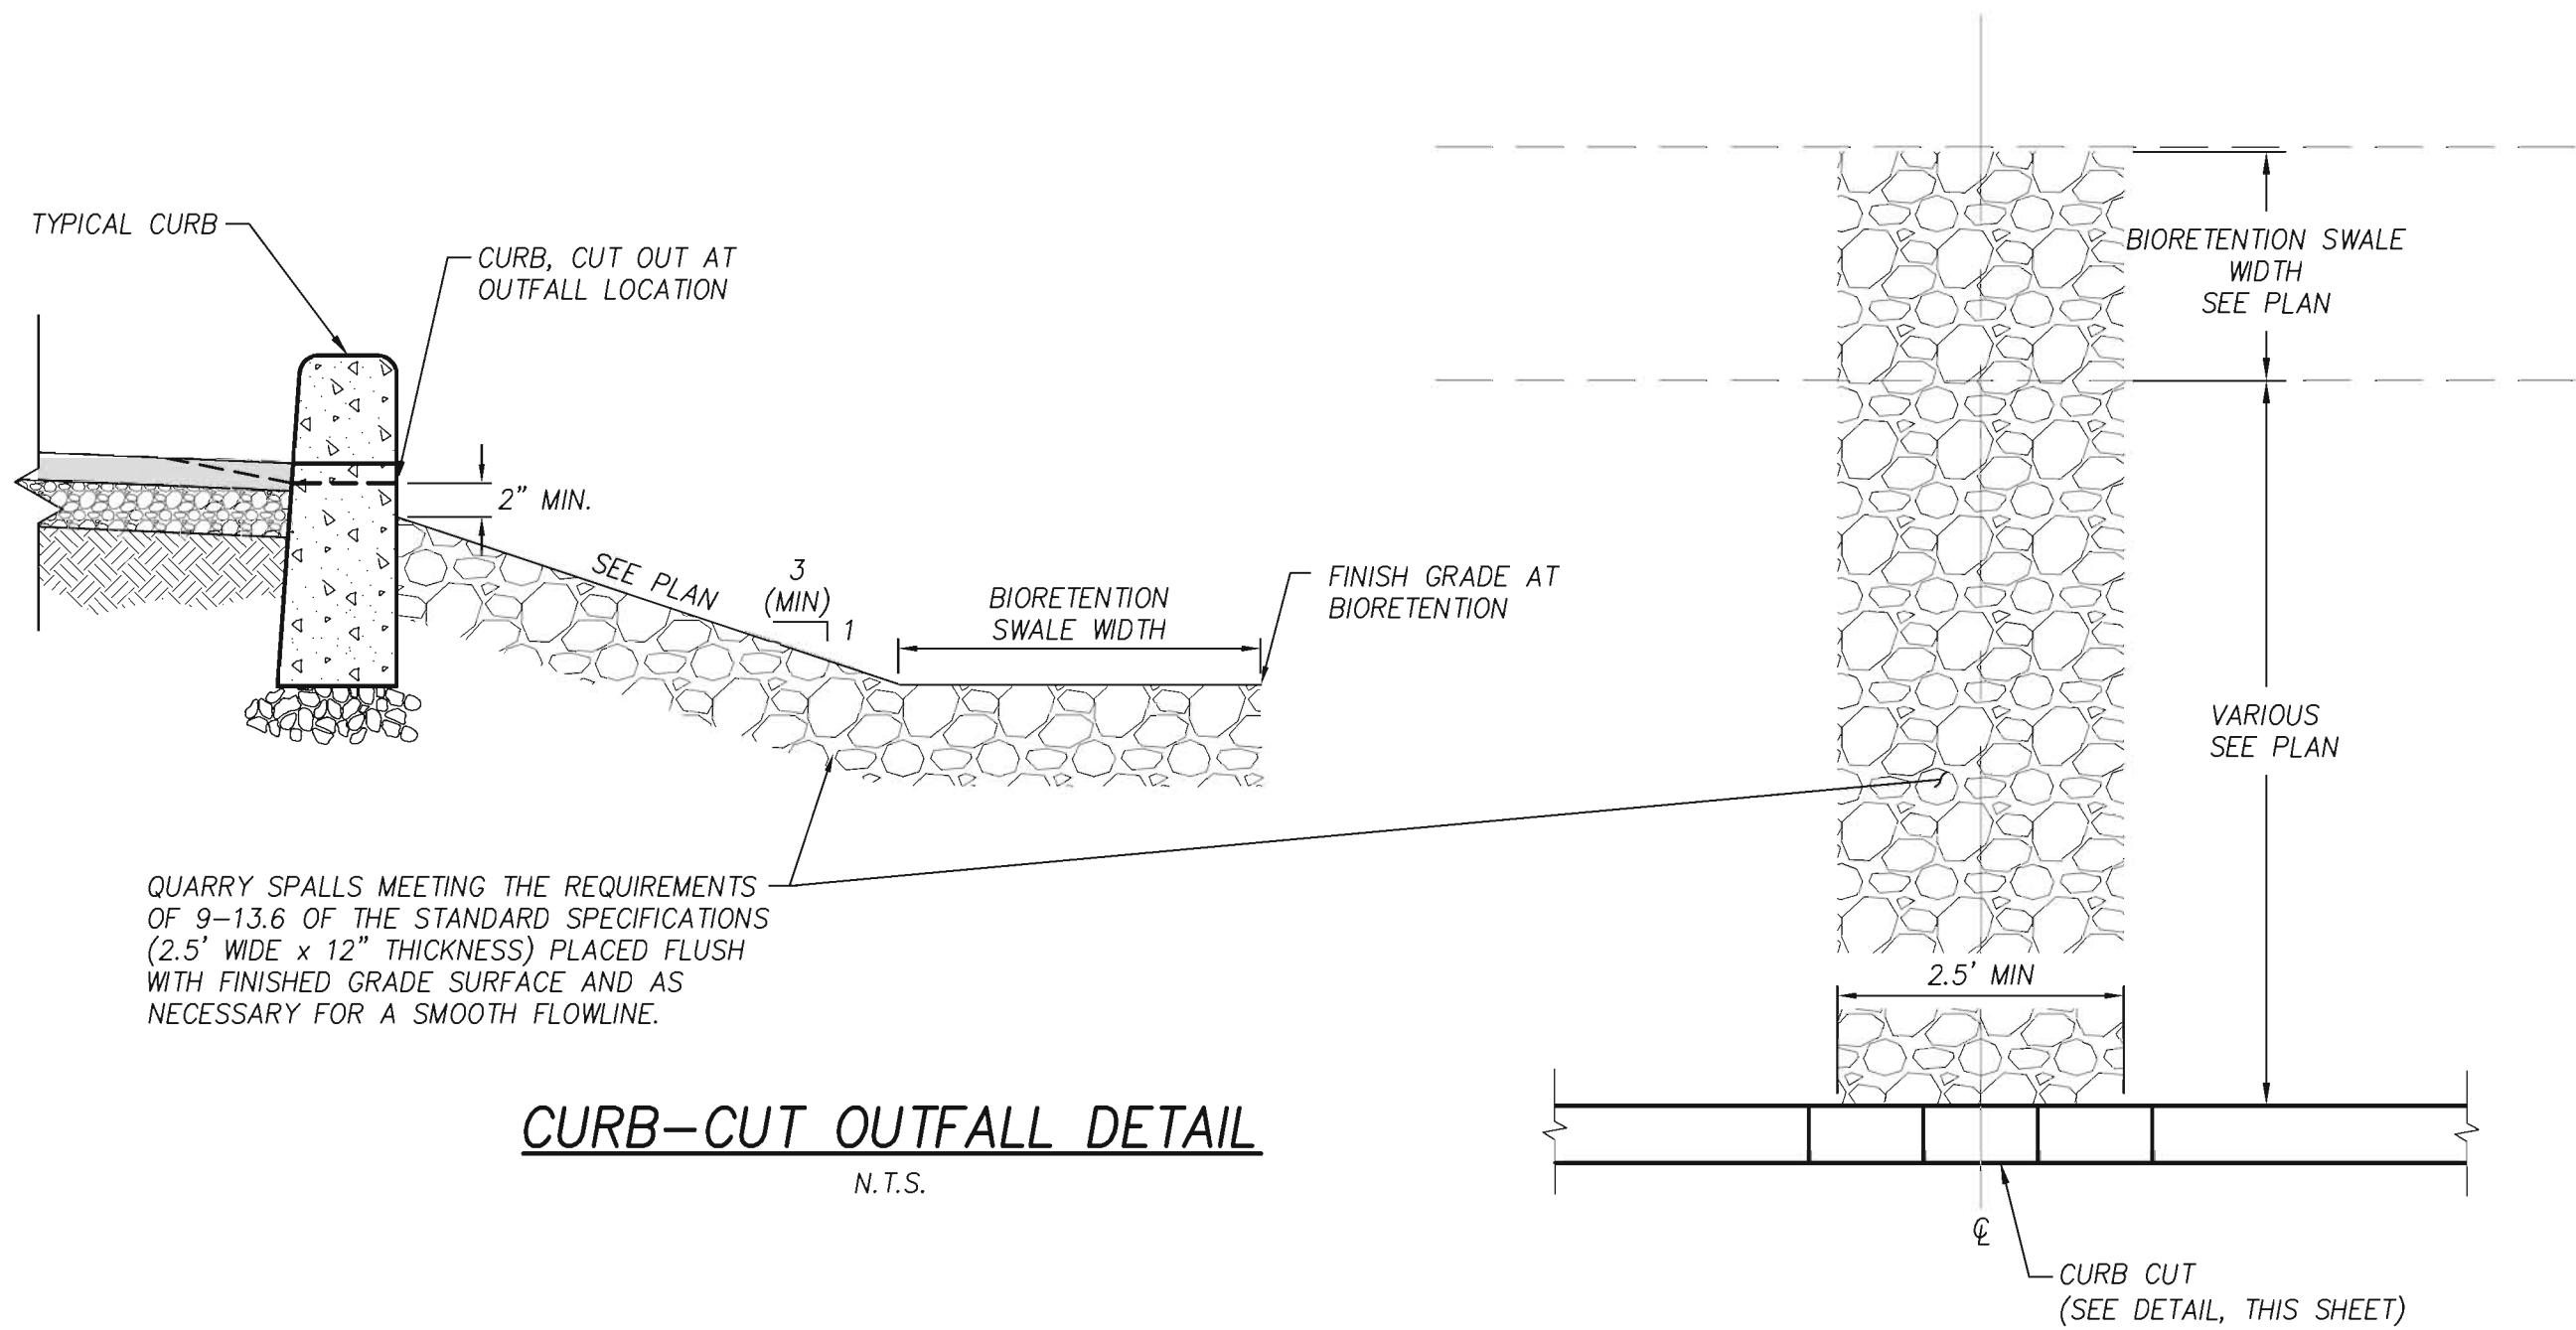 TYPICAL CURB
CURB, CUT OUT AT
OUTFALL LOCATION
2" MIN.
SEE PLAN
3
(MIN)
1
BIORETENTION
SWALE WIDTH
FINISH GRADE AT
BIORETENTION
QUARRY SPALLS MEETING THE REQUIREMENTS
OF 9-13.6 OF THE STANDARD SPECIFICATIONS
(2.5' WIDE x 12" THICKNESS) PLACED FLUSH
WITH FINISHED GRADE SURFACE AND AS
NECESSARY FOR A SMOOTH FLOWLINE.
CURB-CUT OUTFALL DETAIL
N.T.S.
BIORETENTION SWALE
WIDTH
SEE PLAN
VARIOUS
SEE PLAN
2.5' MIN
℄
CURB CUT
(SEE DETAIL, THIS SHEET)